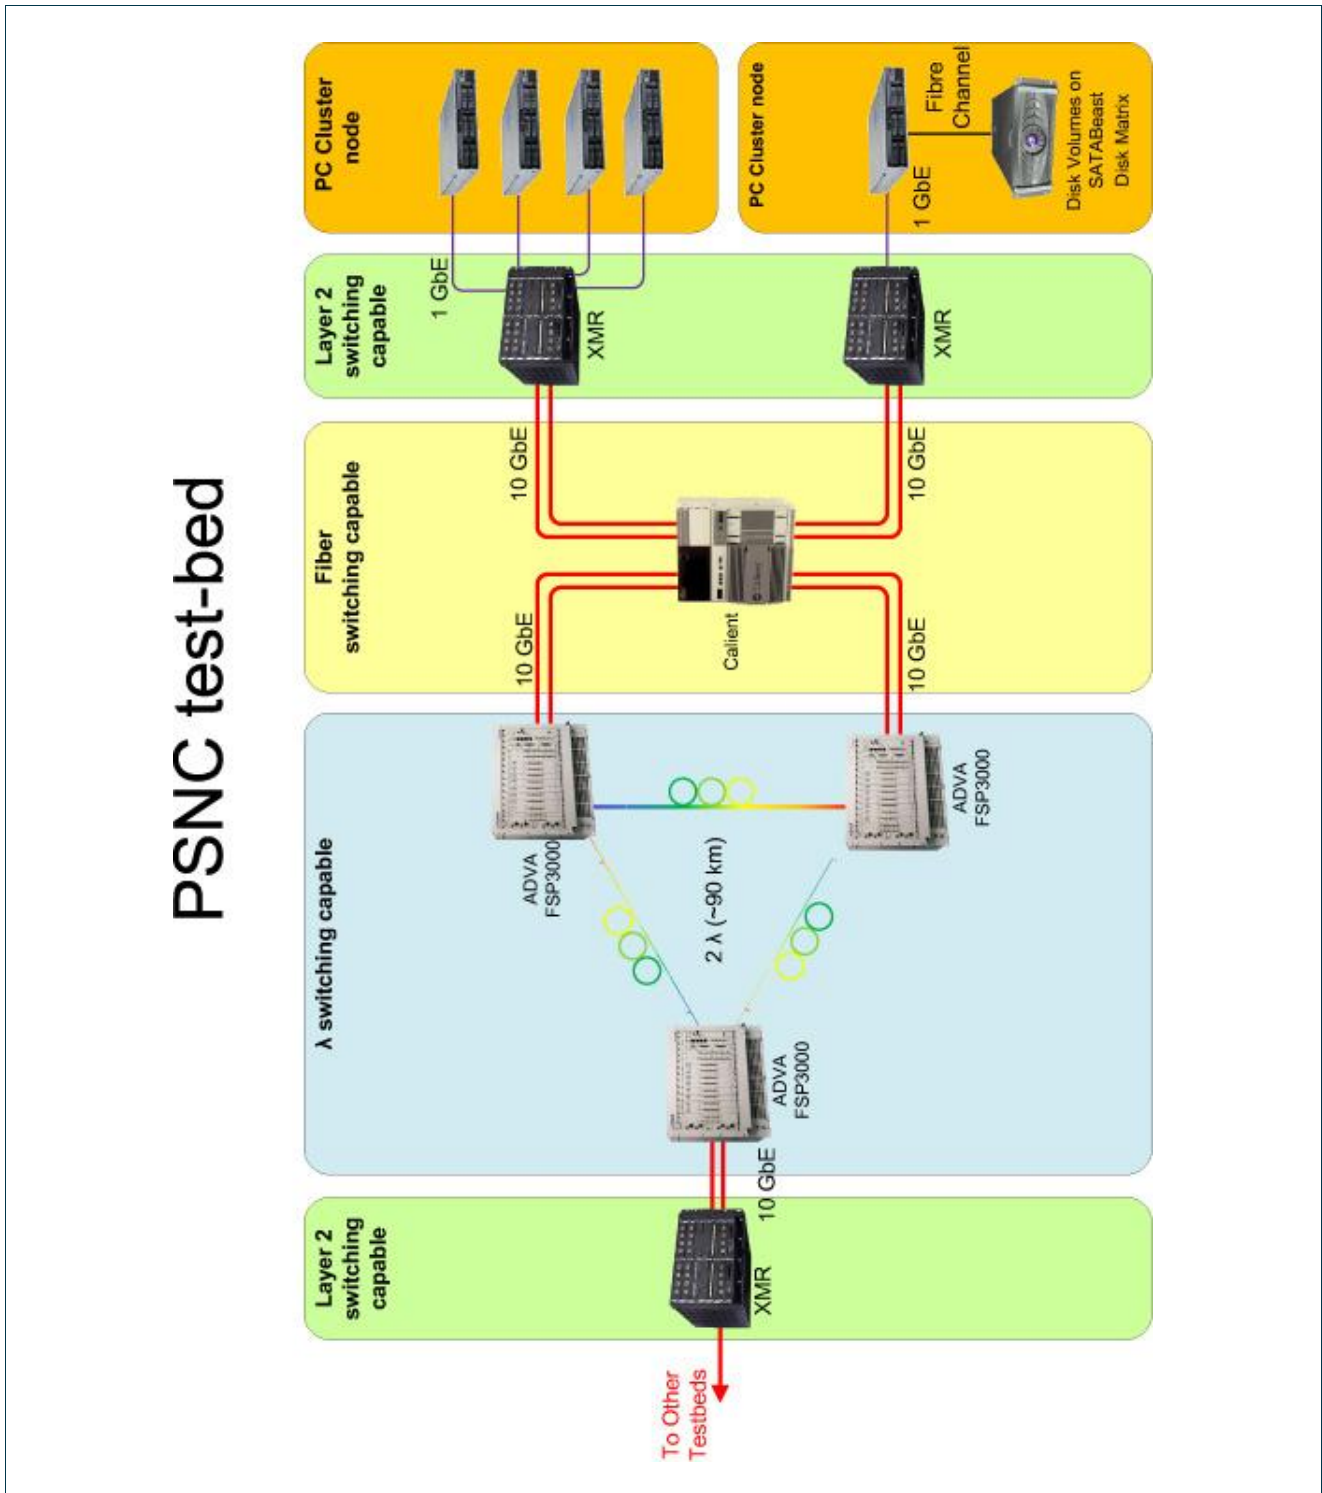 PSNC test-bed
Layer 2
switching
capable
λ switching capable
Fiber
switching capable
Layer 2
switching
capable
PC Cluster
node
PC Cluster node
To Other
Testbeds
XMR
10 GbE
ADVA
FSP3000
ADVA
FSP3000
2 λ (~90 km)
ADVA
FSP3000
10 GbE
10 GbE
Calient
10 GbE
10 GbE
XMR
1 GbE
XMR
1 GbE
Fibre
Channel
Disk Volumes on
SATABeast
Disk Matrix